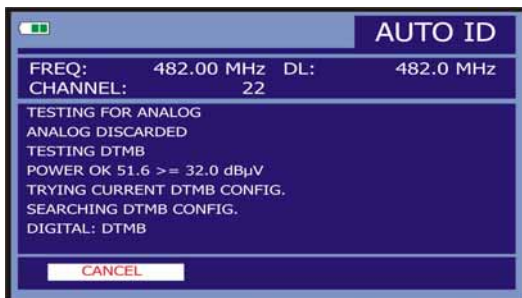 AUTO ID
FREQ: 482.00 MHz DL: 482.0 MHz
CHANNEL: 22
TESTING FOR ANALOG
ANALOG DISCARDED
TESTING DTMB
POWER OK 51.6 >= 32.0 dBµV
TRYING CURRENT DTMB CONFIG.
SEARCHING DTMB CONFIG.
DIGITAL: DTMB
CANCEL